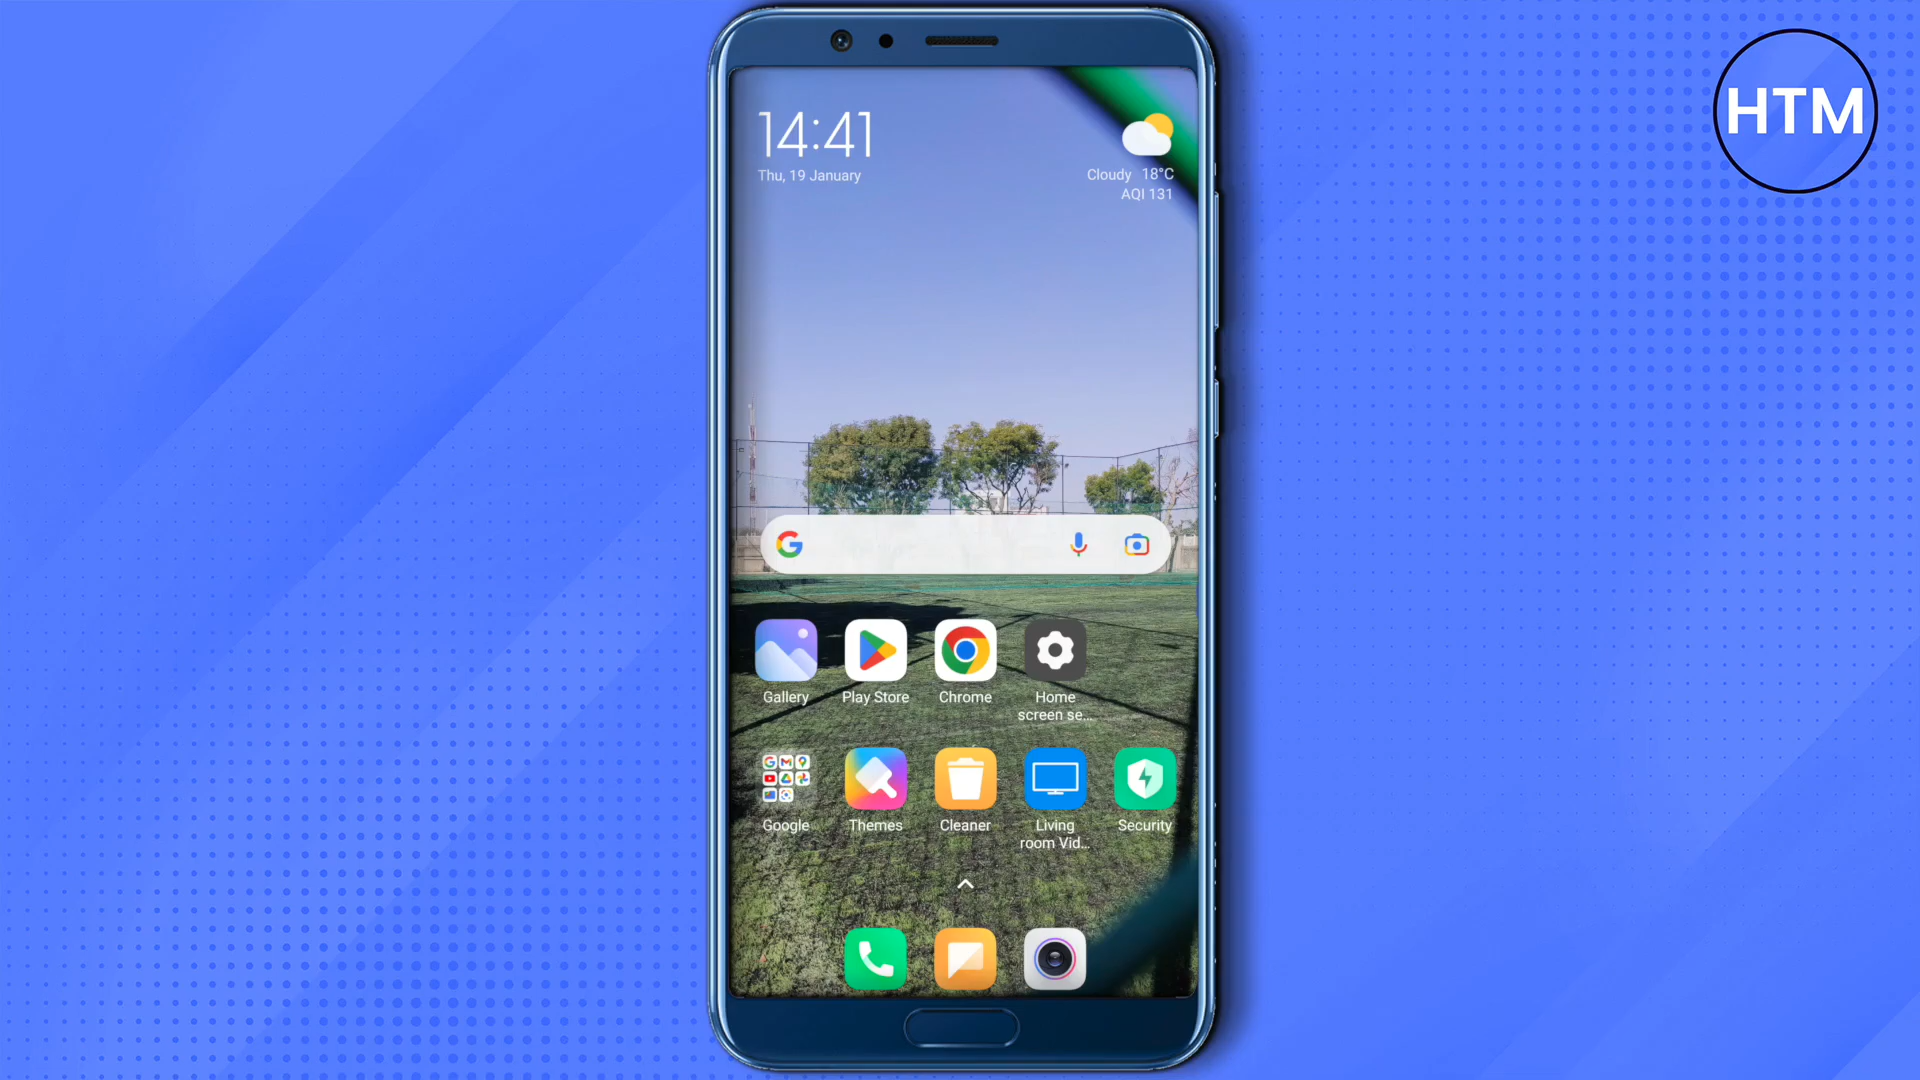 HTM
14:41
Thu, 19 January
Cloudy 18°C
AQI 131
Gallery
Play Store
Chrome
Home
screen se...
Google
Themes
Cleaner
Living
room Vid...
Security